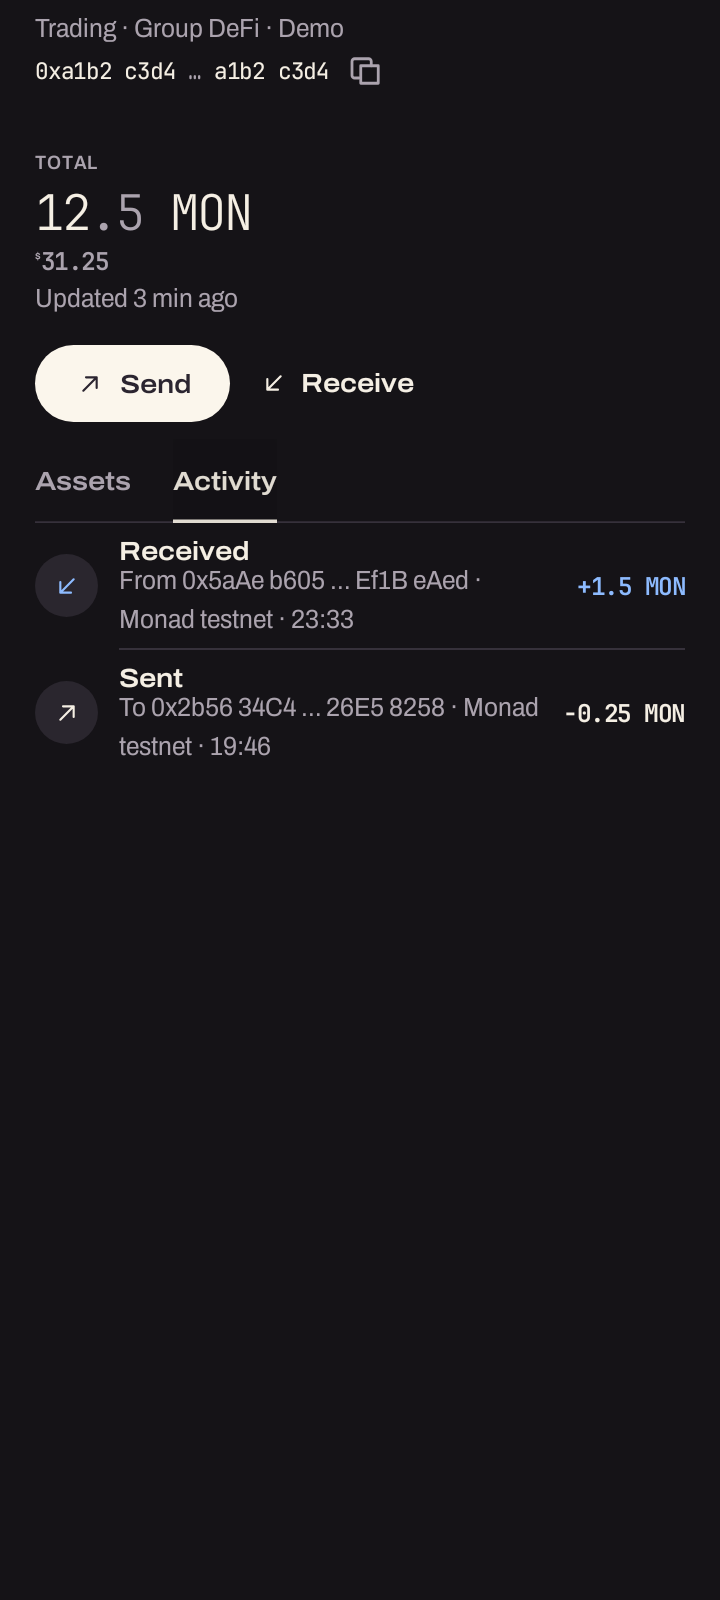 Trading · Group DeFi · Demo
0xa1b2 c3d4 … a1b2 c3d4
TOTAL
12.5 MON
$31.25
Updated 3 min ago
Send
Receive
Assets
Activity
Received
From 0x5aAe b605 … Ef1B eAed ·
Monad testnet · 23:33
+1.5 MON
Sent
To 0x2b56 34C4 … 26E5 8258 · Monad
testnet · 19:46
-0.25 MON